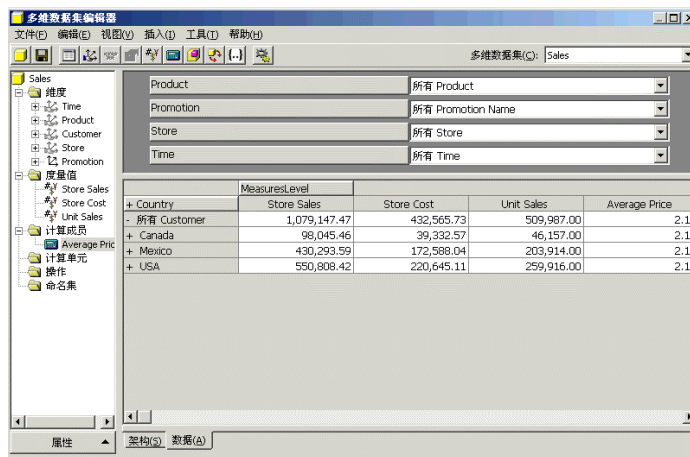 多维数据集编辑器
文件(F) 编辑(E) 视图(V) 插入(I) 工具(T) 帮助(H)
多维数据集(C): Sales
Sales
维度
Time
Product
Customer
Store
Promotion
度量值
Store Sales
Store Cost
Unit Sales
计算成员
Average Pric
计算单元
操作
命名集
属性
Product 所有 Product
Promotion 所有 Promotion Name
Store 所有 Store
Time 所有 Time
MeasuresLevel
+ Country Store Sales Store Cost Unit Sales Average Price
- 所有 Customer 1,079,147.47 432,565.73 509,987.00 2.1
+ Canada 98,045.46 39,332.57 46,157.00 2.1
+ Mexico 430,293.59 172,588.04 203,914.00 2.1
+ USA 550,808.42 220,645.11 259,916.00 2.1
架构(S) 数据(A)